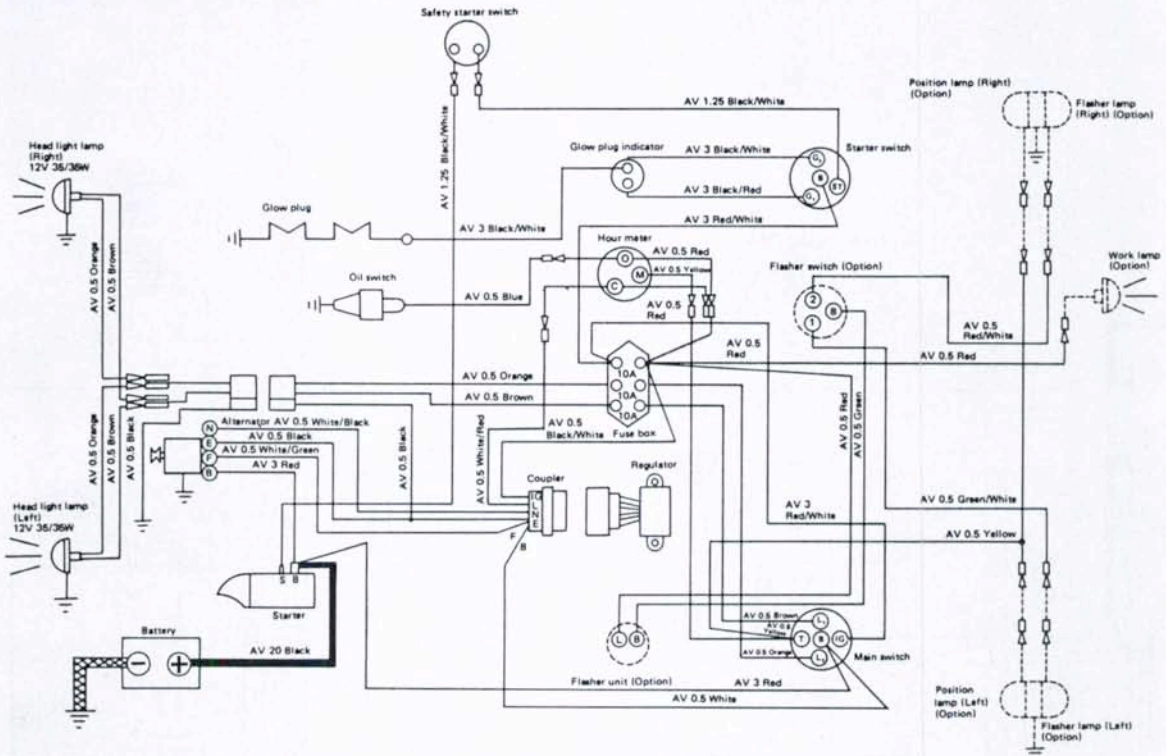 Safety starter switch
Position lamp (Right)
(Option)
Flasher lamp
(Right) (Option)
AV 1.25 Black/White
AV 1.25 Black/White
Head light lamp
(Right)
12V 35/35W
Glow plug indicator
AV 3 Black/White
Starter switch
G₁
B
ST
AV 3 Black/Red
Glow plug
AV 3 Black/White
AV 3 Red/White
Hour meter
AV 0.5 Red
AV 0.5 Yellow
O
M
C
Flasher switch (Option)
Work lamp
(Option)
AV 0.5 Orange
AV 0.5 Brown
Oil switch
AV 0.5 Blue
AV 0.5
Red
2
B
1
AV 0.5
Red/White
AV 0.5
Red
AV 0.5 Red
AV 0.5 Orange
10A
AV 0.5 Brown
10A
10A
Fuse box
AV 0.5 Orange
AV 0.5 Brown
AV 0.5 Black
N
E
F
B
Alternator AV 0.5 White/Black
AV 0.5 Black
AV 0.5 White/Green
AV 3 Red
AV 0.5 Black
AV 0.5 White/Red
AV 0.5
Black/White
AV 0.5 Red
AV 0.5 Green
Coupler
Regulator
IG
L
N
E
F
B
Head light lamp
(Left)
12V 35/35W
AV 0.5 Green/White
AV 3
Red/White
AV 0.5 Yellow
S
B
Starter
AV 0.5 Brown
AV 0.5
Yellow
AV 0.5 Orange
L
B
T
B
IG
L₁
Main switch
Battery
AV 20 Black
Flasher unit (Option)
AV 3 Red
AV 0.5 White
Position
lamp (Left)
(Option)
Flasher lamp (Left)
(Option)